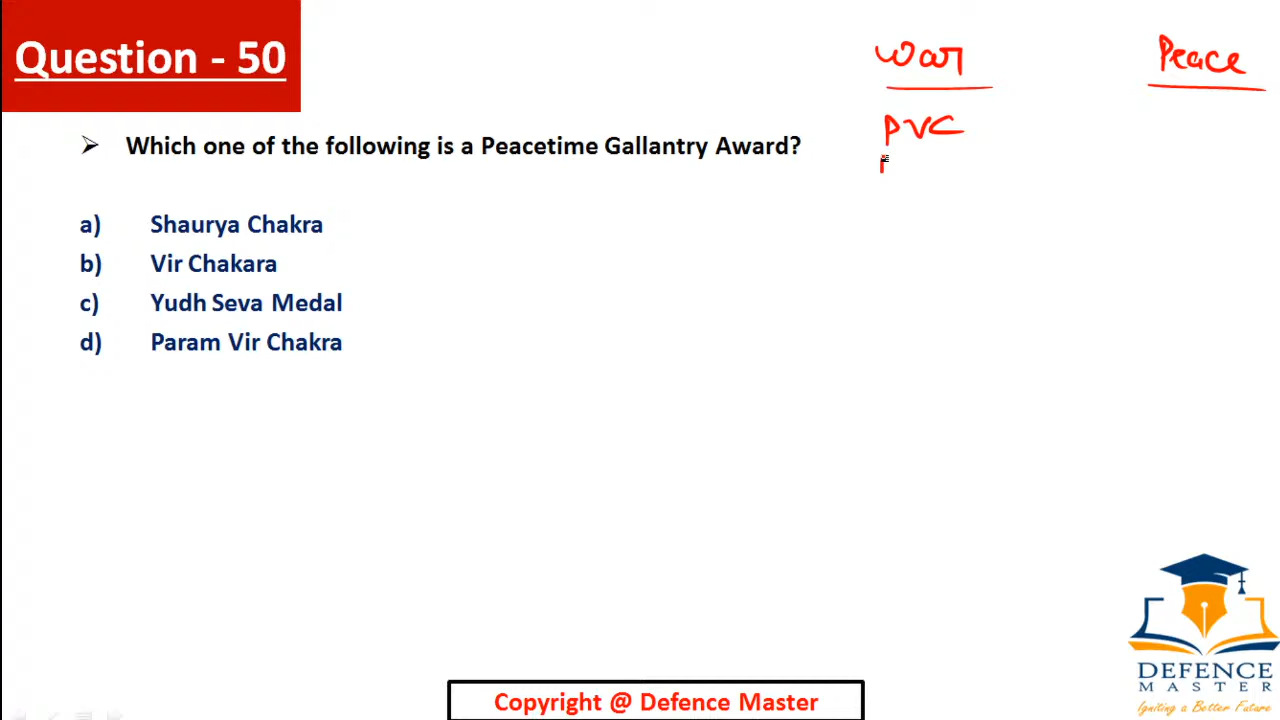 Question - 50
War
Peace
PVC
➢ Which one of the following is a Peacetime Gallantry Award?
a) Shaurya Chakra
b) Vir Chakara
c) Yudh Seva Medal
d) Param Vir Chakra
DEFENCE
MASTER
Igniting a Better Future
Copyright @ Defence Master